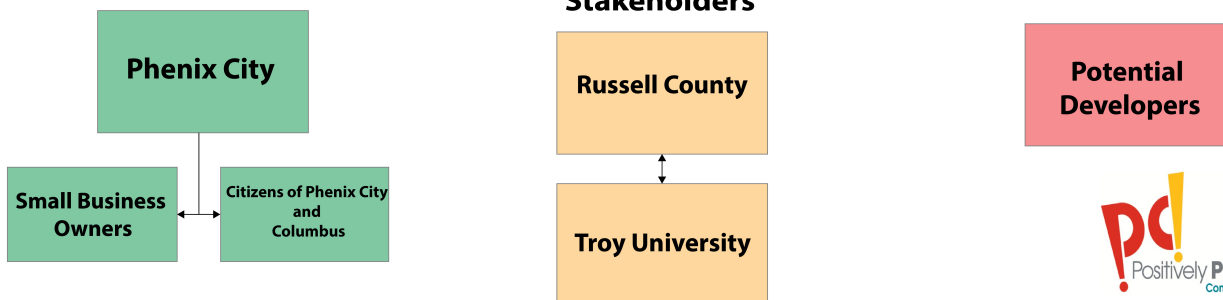 Stakeholders
Phenix City
Russell County
Potential
Developers
Small Business
Owners
Citizens of Phenix City
and
Columbus
Troy University
pc!
Positively P
Con